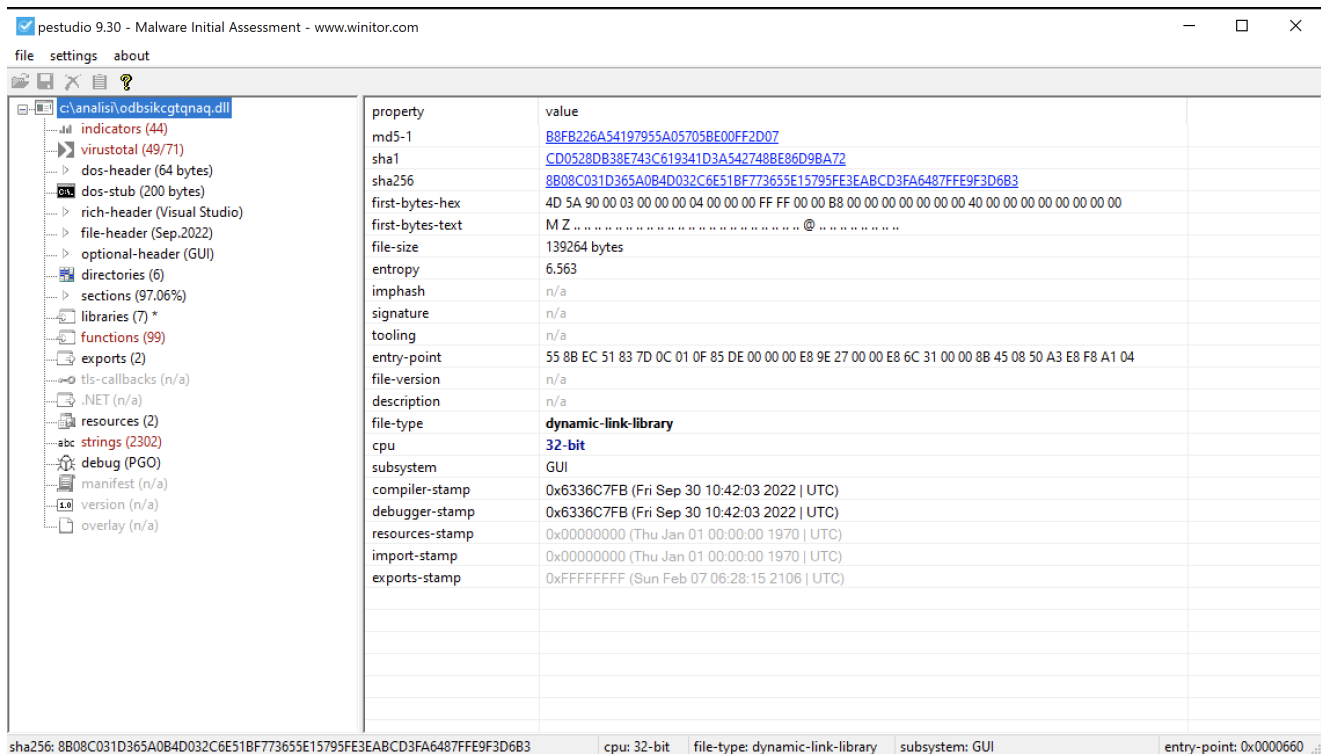 pestudio 9.30 - Malware Initial Assessment - www.winitor.com
file settings about
c:\analisi\odbsikcgtqnaq.dll
indicators (44)
virustotal (49/71)
dos-header (64 bytes)
dos-stub (200 bytes)
rich-header (Visual Studio)
file-header (Sep.2022)
optional-header (GUI)
directories (6)
sections (97.06%)
libraries (7) *
functions (99)
exports (2)
tls-callbacks (n/a)
.NET (n/a)
resources (2)
abc strings (2302)
debug (PGO)
manifest (n/a)
1.0 version (n/a)
overlay (n/a)
property value
md5-1 B8FB226A54197955A05705BE00FF2D07
sha1 CD0528DB38E743C619341D3A542748BE86D9BA72
sha256 8B08C031D365A0B4D032C6E51BF773655E15795FE3EABCD3FA6487FFE9F3D6B3
first-bytes-hex 4D 5A 90 00 03 00 00 00 04 00 00 00 FF FF 00 00 B8 00 00 00 00 00 00 00 40 00 00 00 00 00 00 00
first-bytes-text M Z .. .. .. .. .. .. .. .. .. .. .. .. .. .. .. .. .. .. .. .. .. .. @ .. .. .. .. .. .. ..
file-size 139264 bytes
entropy 6.563
imphash n/a
signature n/a
tooling n/a
entry-point 55 8B EC 51 83 7D 0C 01 0F 85 DE 00 00 00 E8 9E 27 00 00 E8 6C 31 00 00 8B 45 08 50 A3 E8 F8 A1 04
file-version n/a
description n/a
file-type dynamic-link-library
cpu 32-bit
subsystem GUI
compiler-stamp 0x6336C7FB (Fri Sep 30 10:42:03 2022 | UTC)
debugger-stamp 0x6336C7FB (Fri Sep 30 10:42:03 2022 | UTC)
resources-stamp 0x00000000 (Thu Jan 01 00:00:00 1970 | UTC)
import-stamp 0x00000000 (Thu Jan 01 00:00:00 1970 | UTC)
exports-stamp 0xFFFFFFFF (Sun Feb 07 06:28:15 2106 | UTC)
sha256: 8B08C031D365A0B4D032C6E51BF773655E15795FE3EABCD3FA6487FFE9F3D6B3 cpu: 32-bit file-type: dynamic-link-library subsystem: GUI entry-point: 0x0000660